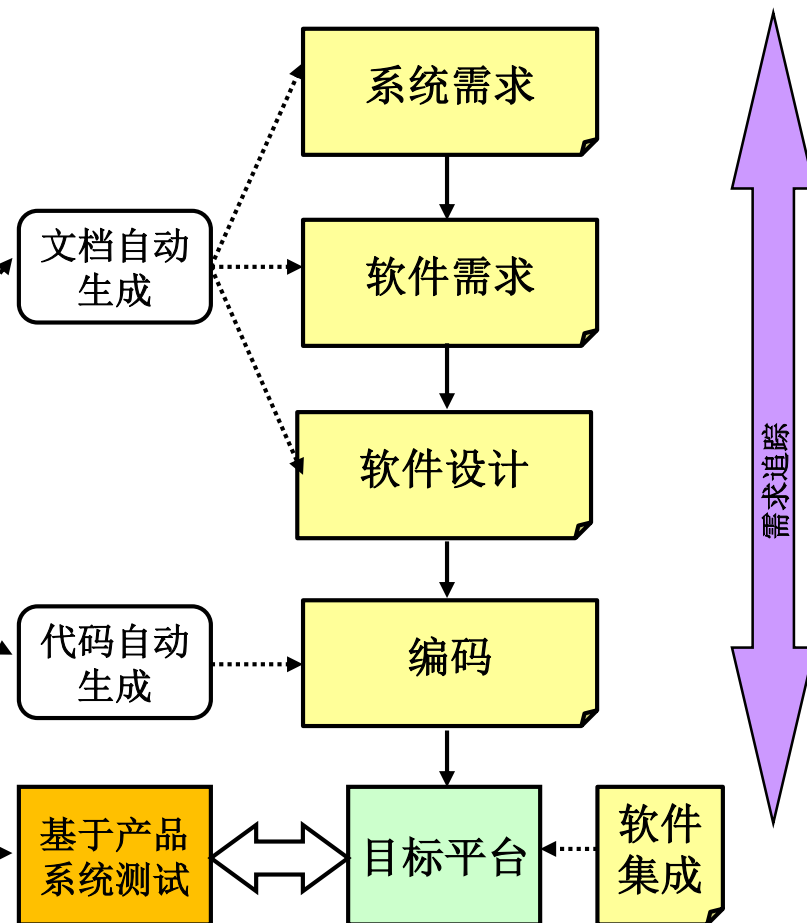 系统需求
文档自动
生成
软件需求
软件设计
需求追踪
代码自动
生成
编码
基于产品
系统测试
目标平台
软件
集成